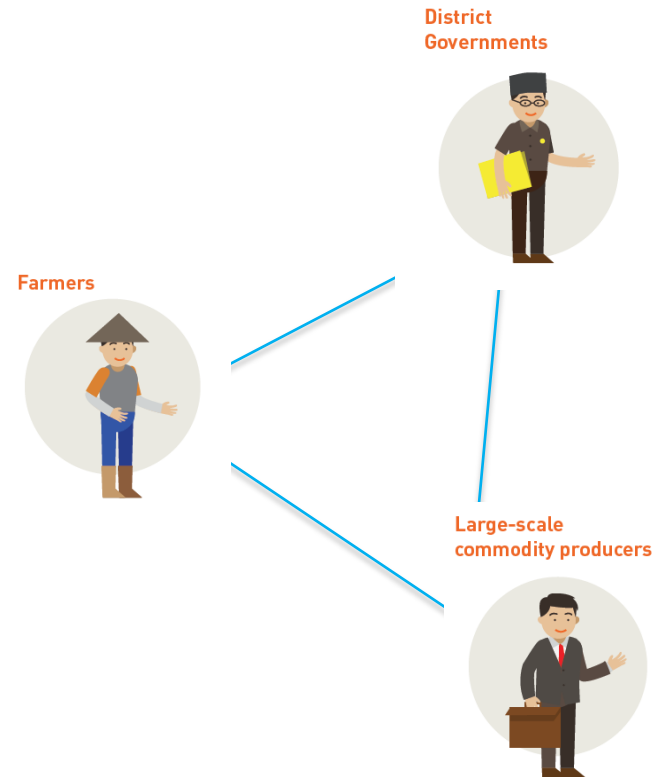 District
Governments
Farmers
Large-scale
commodity producers